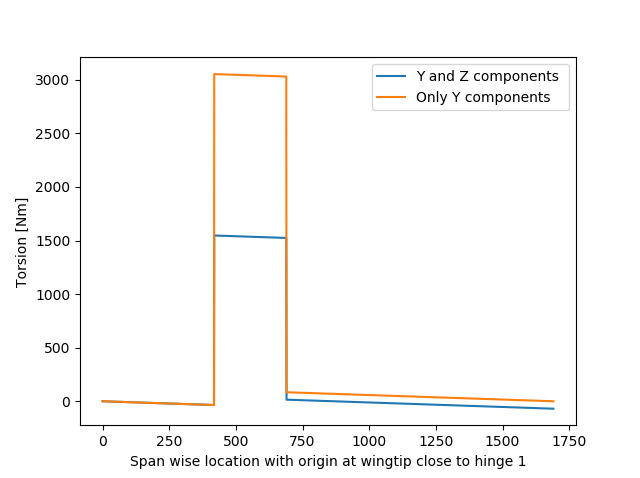 Y and Z components
Only Y components
3000
2500
2000
1500
1000
500
0
Torsion [Nm]
0 250 500 750 1000 1250 1500 1750
Span wise location with origin at wingtip close to hinge 1